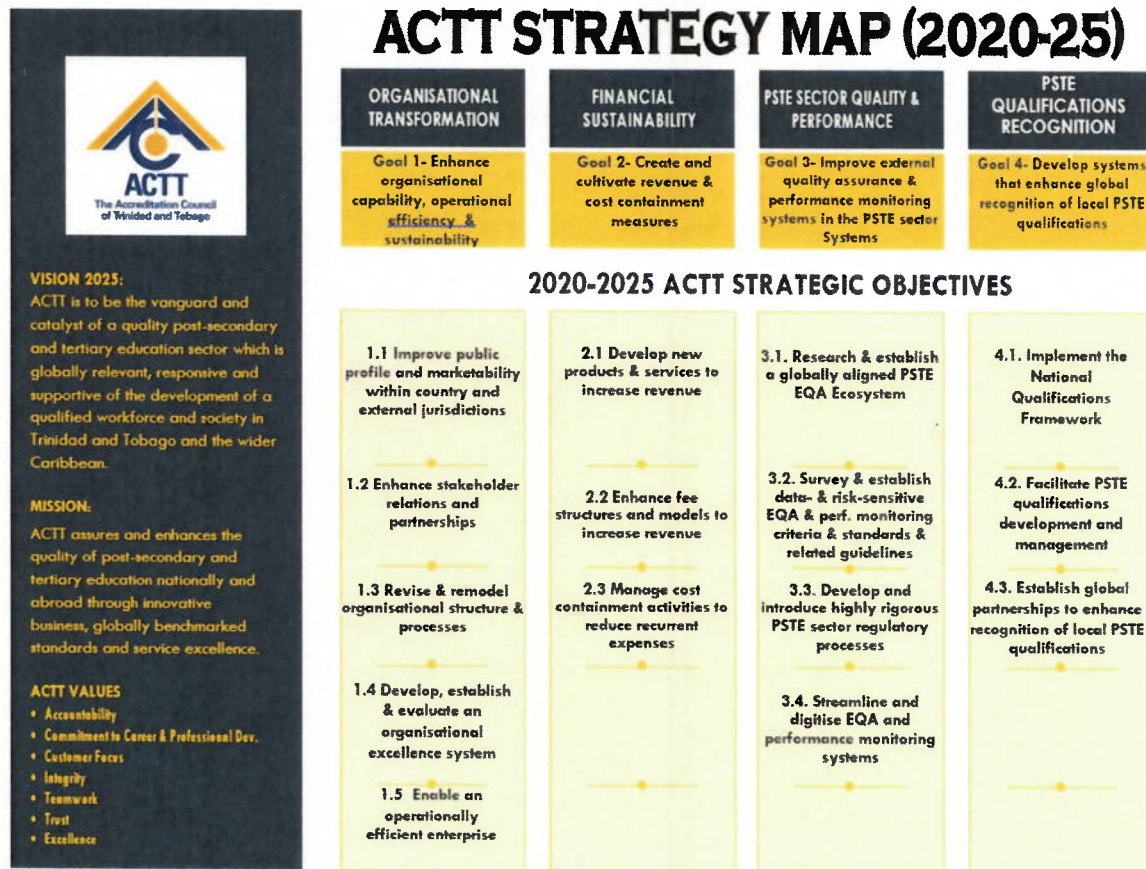 ACTT STRATEGY MAP (2020-25)
ACTT
The Accreditation Council
of Trinidad and Tobago
VISION 2025:
ACTT is to be the vanguard and
catalyst of a quality post-secondary
and tertiary education sector which is
globally relevant, responsive and
supportive of the development of a
qualified workforce and society in
Trinidad and Tobago and the wider
Caribbean.
MISSION:
ACTT assures and enhances the
quality of post-secondary and
tertiary education nationally and
abroad through innovative
business, globally benchmarked
standards and service excellence.
ACTT VALUES
• Accountability
• Commitment to Career & Professional Dev.
• Customer Focus
• Integrity
• Teamwork
• Trust
• Excellence
ORGANISATIONAL
TRANSFORMATION
Goal 1- Enhance
organisational
capability, operational
efficiency &
sustainability
FINANCIAL
SUSTAINABILITY
Goal 2- Create and
cultivate revenue &
cost containment
measures
PSTE SECTOR QUALITY &
PERFORMANCE
Goal 3- Improve external
quality assurance &
performance monitoring
systems in the PSTE sector
Systems
PSTE
QUALIFICATIONS
RECOGNITION
Goal 4- Develop systems
that enhance global
recognition of local PSTE
qualifications
2020-2025 ACTT STRATEGIC OBJECTIVES
1.1 Improve public
profile and marketability
within country and
external jurisdictions
1.2 Enhance stakeholder
relations and
partnerships
1.3 Revise & remodel
organisational structure &
processes
1.4 Develop, establish
& evaluate an
organisational
excellence system
1.5 Enable an
operationally
efficient enterprise
2.1 Develop new
products & services to
increase revenue
2.2 Enhance fee
structures and models to
increase revenue
2.3 Manage cost
containment activities to
reduce recurrent
expenses
3.1. Research & establish
a globally aligned PSTE
EQA Ecosystem
3.2. Survey & establish
data- & risk-sensitive
EQA & perf. monitoring
criteria & standards &
related guidelines
3.3. Develop and
introduce highly rigorous
PSTE sector regulatory
processes
3.4. Streamline and
digitise EQA and
performance monitoring
systems
4.1. Implement the
National
Qualifications
Framework
4.2. Facilitate PSTE
qualifications
development and
management
4.3. Establish global
partnerships to enhance
recognition of local PSTE
qualifications